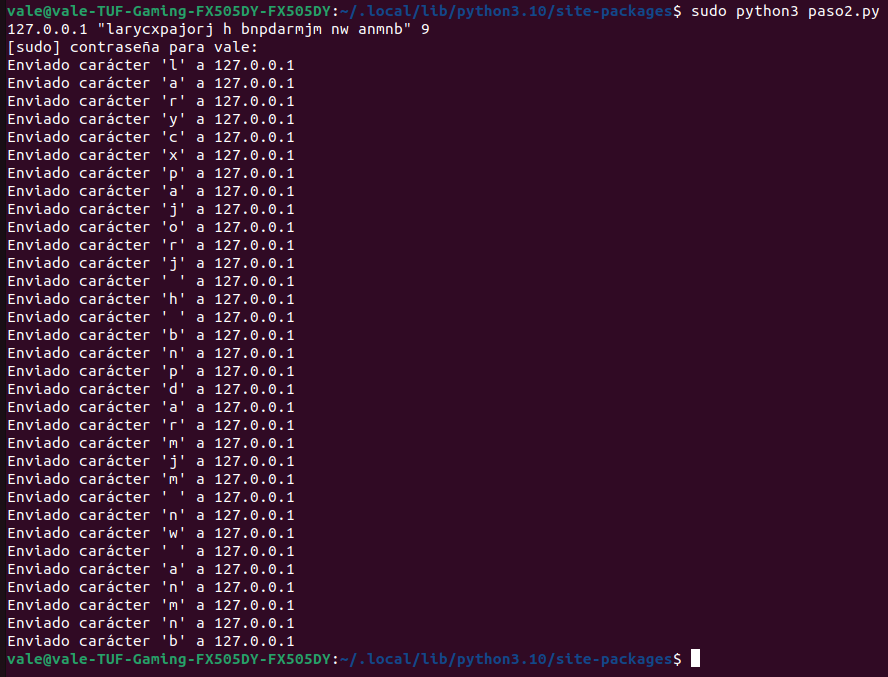 vale@vale-TUF-Gaming-FX505DY-FX505DY:~/.local/lib/python3.10/site-packages$ sudo python3 paso2.py
127.0.0.1 "larycxpajorj h bnpdarmjm nw anmnb" 9
[sudo] contraseña para vale:
Enviado carácter 'l' a 127.0.0.1
Enviado carácter 'a' a 127.0.0.1
Enviado carácter 'r' a 127.0.0.1
Enviado carácter 'y' a 127.0.0.1
Enviado carácter 'c' a 127.0.0.1
Enviado carácter 'x' a 127.0.0.1
Enviado carácter 'p' a 127.0.0.1
Enviado carácter 'a' a 127.0.0.1
Enviado carácter 'j' a 127.0.0.1
Enviado carácter 'o' a 127.0.0.1
Enviado carácter 'r' a 127.0.0.1
Enviado carácter 'j' a 127.0.0.1
Enviado carácter ' ' a 127.0.0.1
Enviado carácter 'h' a 127.0.0.1
Enviado carácter ' ' a 127.0.0.1
Enviado carácter 'b' a 127.0.0.1
Enviado carácter 'n' a 127.0.0.1
Enviado carácter 'p' a 127.0.0.1
Enviado carácter 'd' a 127.0.0.1
Enviado carácter 'a' a 127.0.0.1
Enviado carácter 'r' a 127.0.0.1
Enviado carácter 'm' a 127.0.0.1
Enviado carácter 'j' a 127.0.0.1
Enviado carácter 'm' a 127.0.0.1
Enviado carácter ' ' a 127.0.0.1
Enviado carácter 'n' a 127.0.0.1
Enviado carácter 'w' a 127.0.0.1
Enviado carácter ' ' a 127.0.0.1
Enviado carácter 'a' a 127.0.0.1
Enviado carácter 'n' a 127.0.0.1
Enviado carácter 'm' a 127.0.0.1
Enviado carácter 'n' a 127.0.0.1
Enviado carácter 'b' a 127.0.0.1
vale@vale-TUF-Gaming-FX505DY-FX505DY:~/.local/lib/python3.10/site-packages$